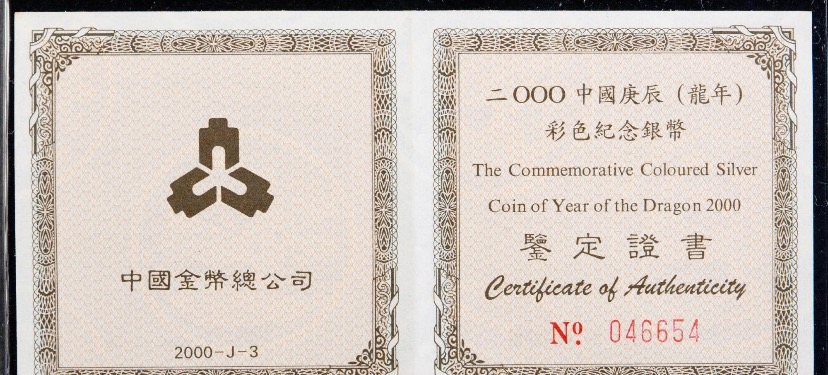 中國金幣總公司
2000-J-3
二OOO 中國庚辰（龍年）
彩色紀念銀幣
The Commemorative Coloured Silver
Coin of Year of the Dragon 2000
鑒定證書
Certificate of Authenticity
Nº 046654